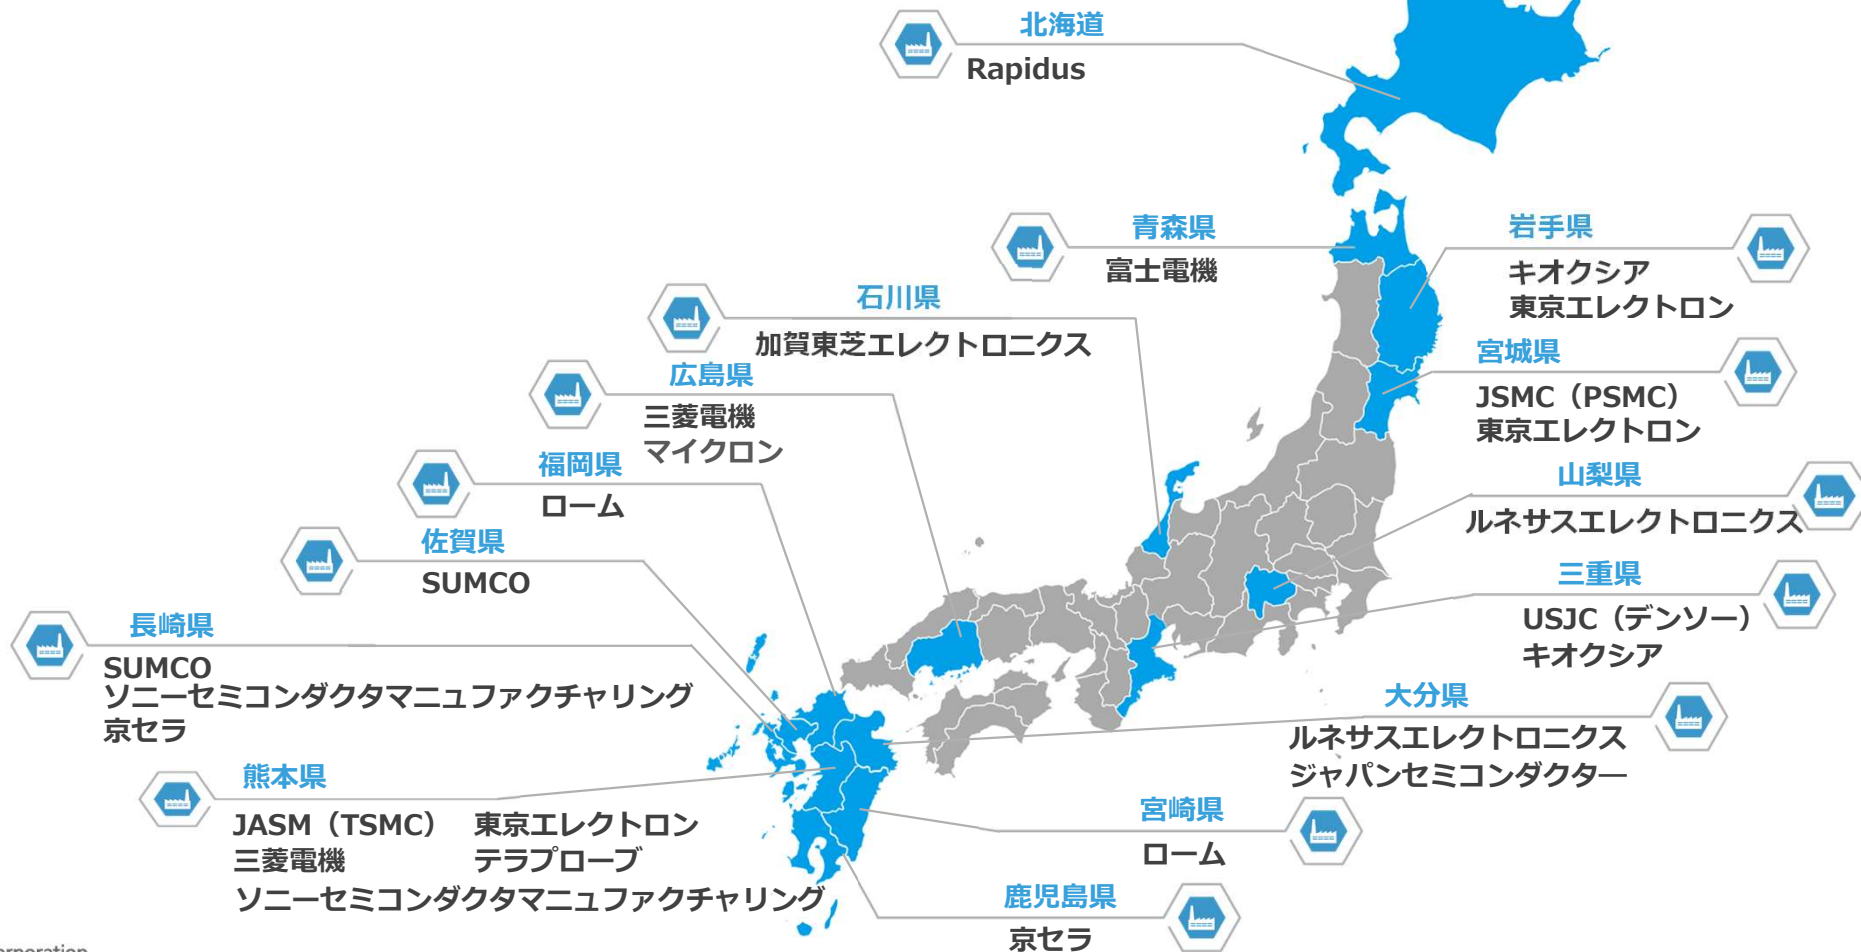 北海道
Rapidus
青森県
富士電機
岩手県
キオクシア
東京エレクトロン
石川県
加賀東芝エレクトロニクス
宮城県
JSMC（PSMC）
東京エレクトロン
広島県
三菱電機
マイクロン
福岡県
ローム
山梨県
ルネサスエレクトロニクス
佐賀県
SUMCO
三重県
USJC（デンソー）
キオクシア
長崎県
SUMCO
ソニーセミコンダクタマニュファクチャリング
京セラ
大分県
ルネサスエレクトロニクス
ジャパンセミコンダクター
熊本県
JASM（TSMC） 東京エレクトロン
三菱電機 テラプローブ
ソニーセミコンダクタマニュファクチャリング
宮崎県
ローム
鹿児島県
京セラ